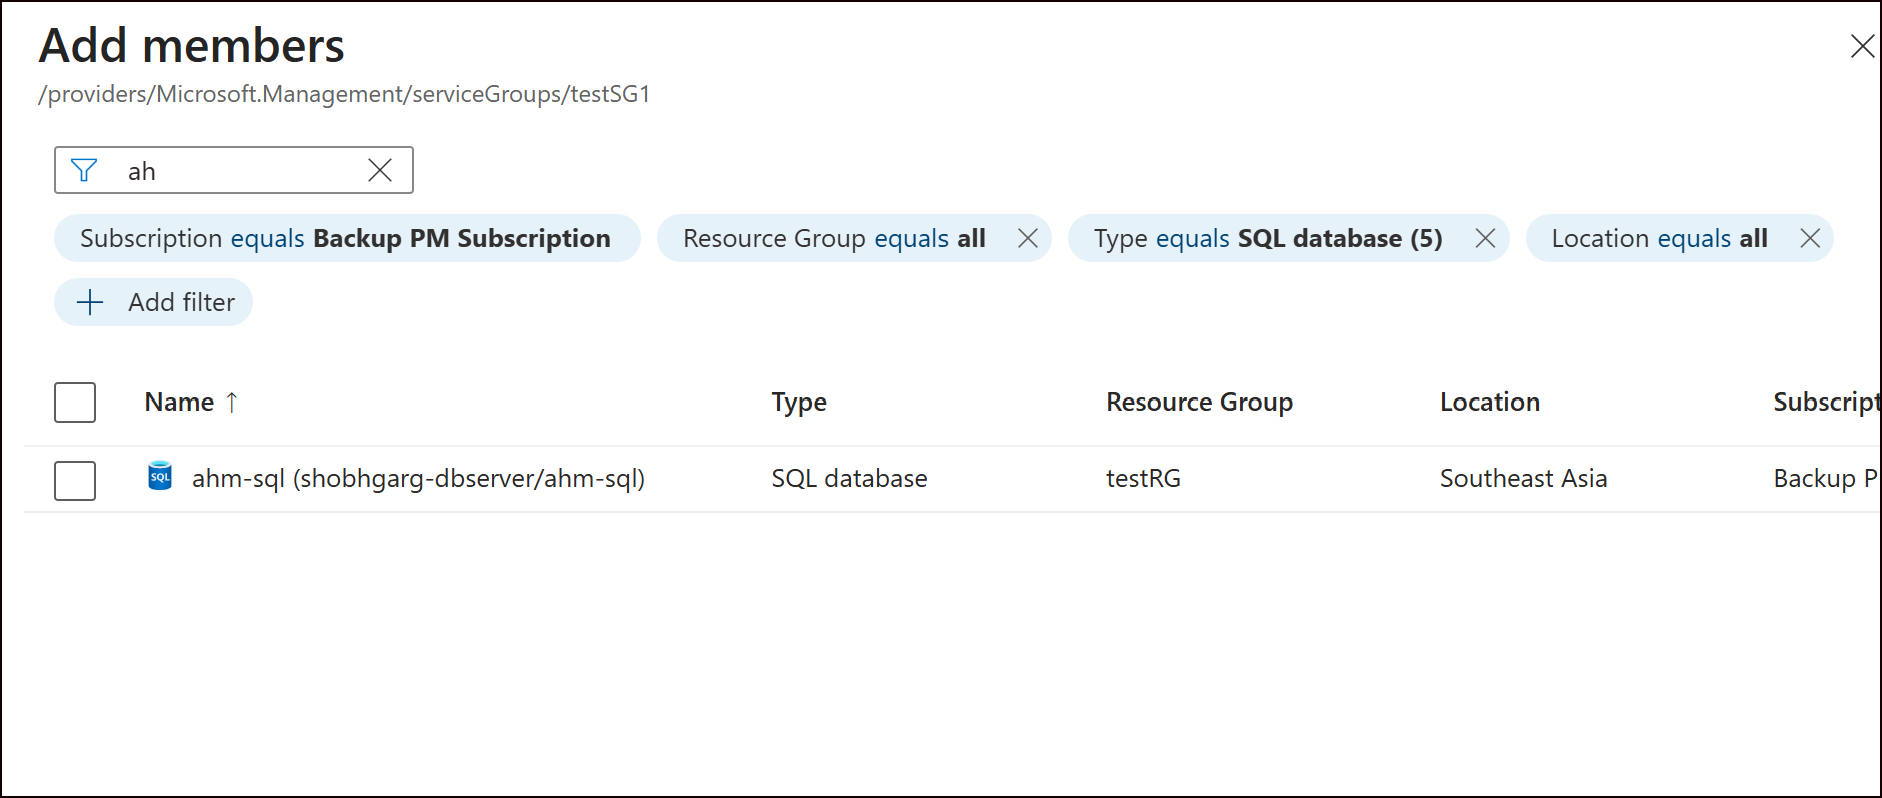 Add members
/providers/Microsoft.Management/serviceGroups/testSG1
ah
Subscription equals Backup PM Subscription Resource Group equals all Type equals SQL database (5) Location equals all
Add filter
Name ↑ Type Resource Group Location Subscript
SQL ahm-sql (shobhgarg-dbserver/ahm-sql) SQL database testRG Southeast Asia Backup P